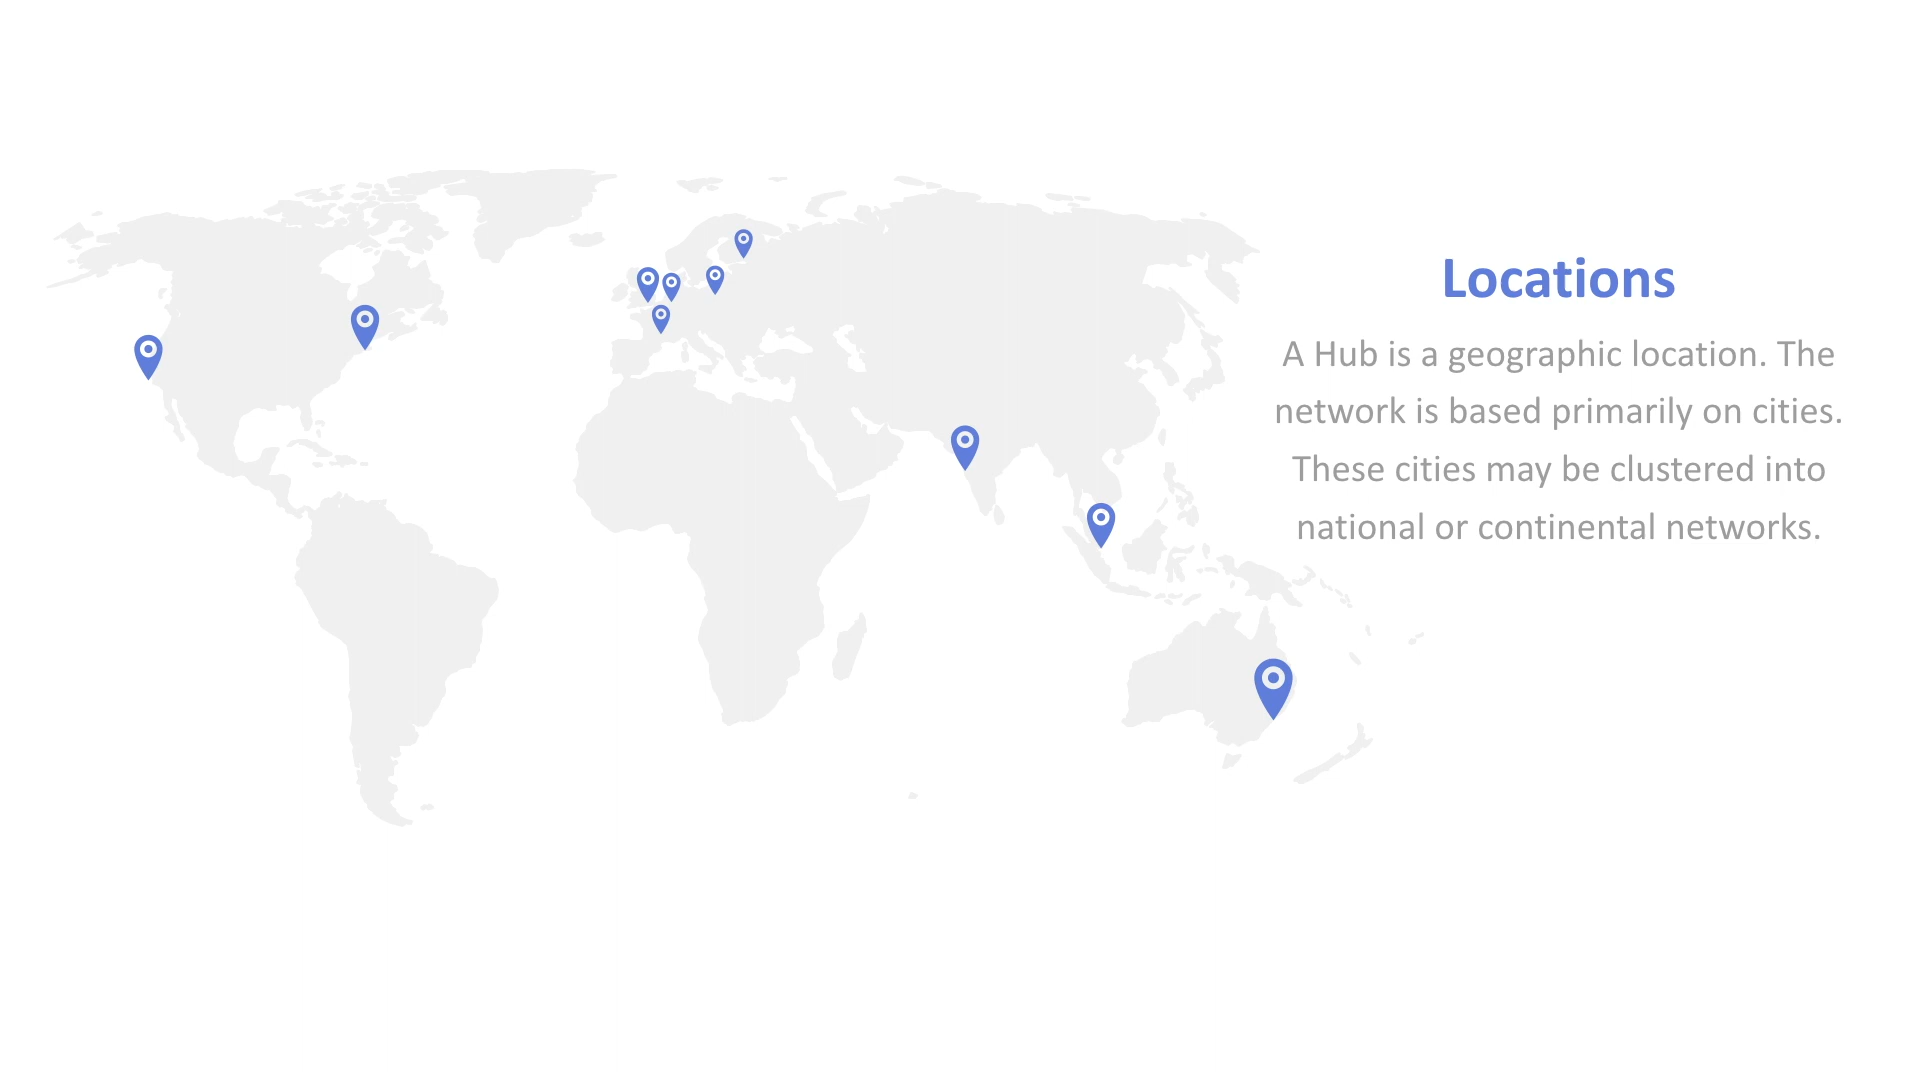 Locations
A Hub is a geographic location. The
network is based primarily on cities.
These cities may be clustered into
national or continental networks.